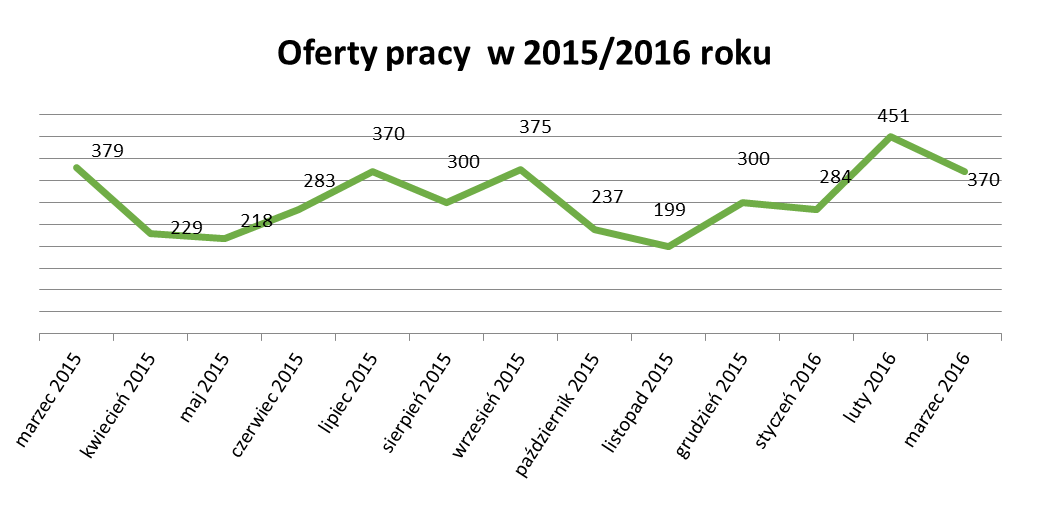 Oferty pracy  w 2015/2016 roku
379
229
218
283
370
300
375
237
199
300
284
451
370
marzec 2015
kwiecień 2015
maj 2015
czerwiec 2015
lipiec 2015
sierpień 2015
wrzesień 2015
październik 2015
listopad 2015
grudzień 2015
styczeń 2016
luty 2016
marzec 2016